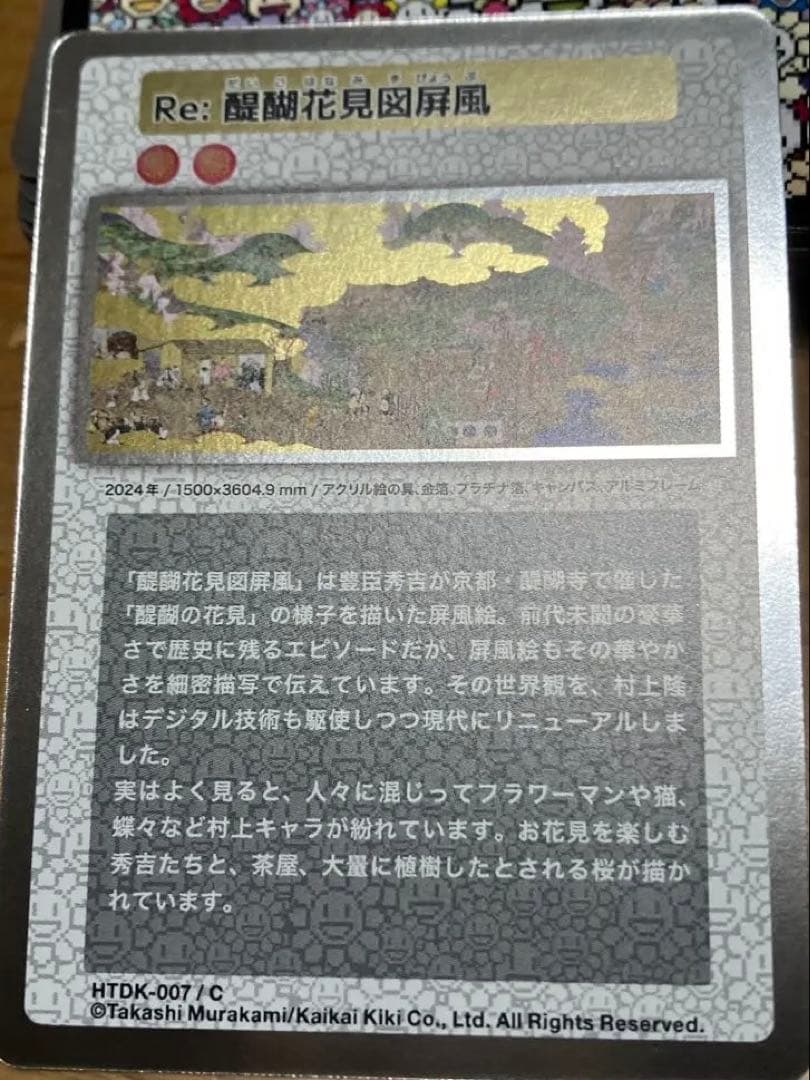 だいごはなみずびょうぶ
Re: 醍醐花見図屏風
2024年 / 1500×3604.9 mm / アクリル絵の具、金箔、プラチナ箔、キャンバス、アルミフレーム
「醍醐花見図屏風」は豊臣秀吉が京都・醍醐寺で催した
「醍醐の花見」の様子を描いた屏風絵。前代未聞の豪華
さで歴史に残るエピソードだが、屏風絵もその華やか
さを細密描写で伝えています。その世界観を、村上隆
はデジタル技術も駆使しつつ現代にリニューアルしま
した。
実はよく見ると、人々に混じってフラワーマンや猫、
蝶々など村上キャラが紛れています。お花見を楽しむ
秀吉たちと、茶屋、大量に植樹したとされる桜が描か
れています。
HTDK-007 / C
©Takashi Murakami/Kaikai Kiki Co., Ltd. All Rights Reserved.